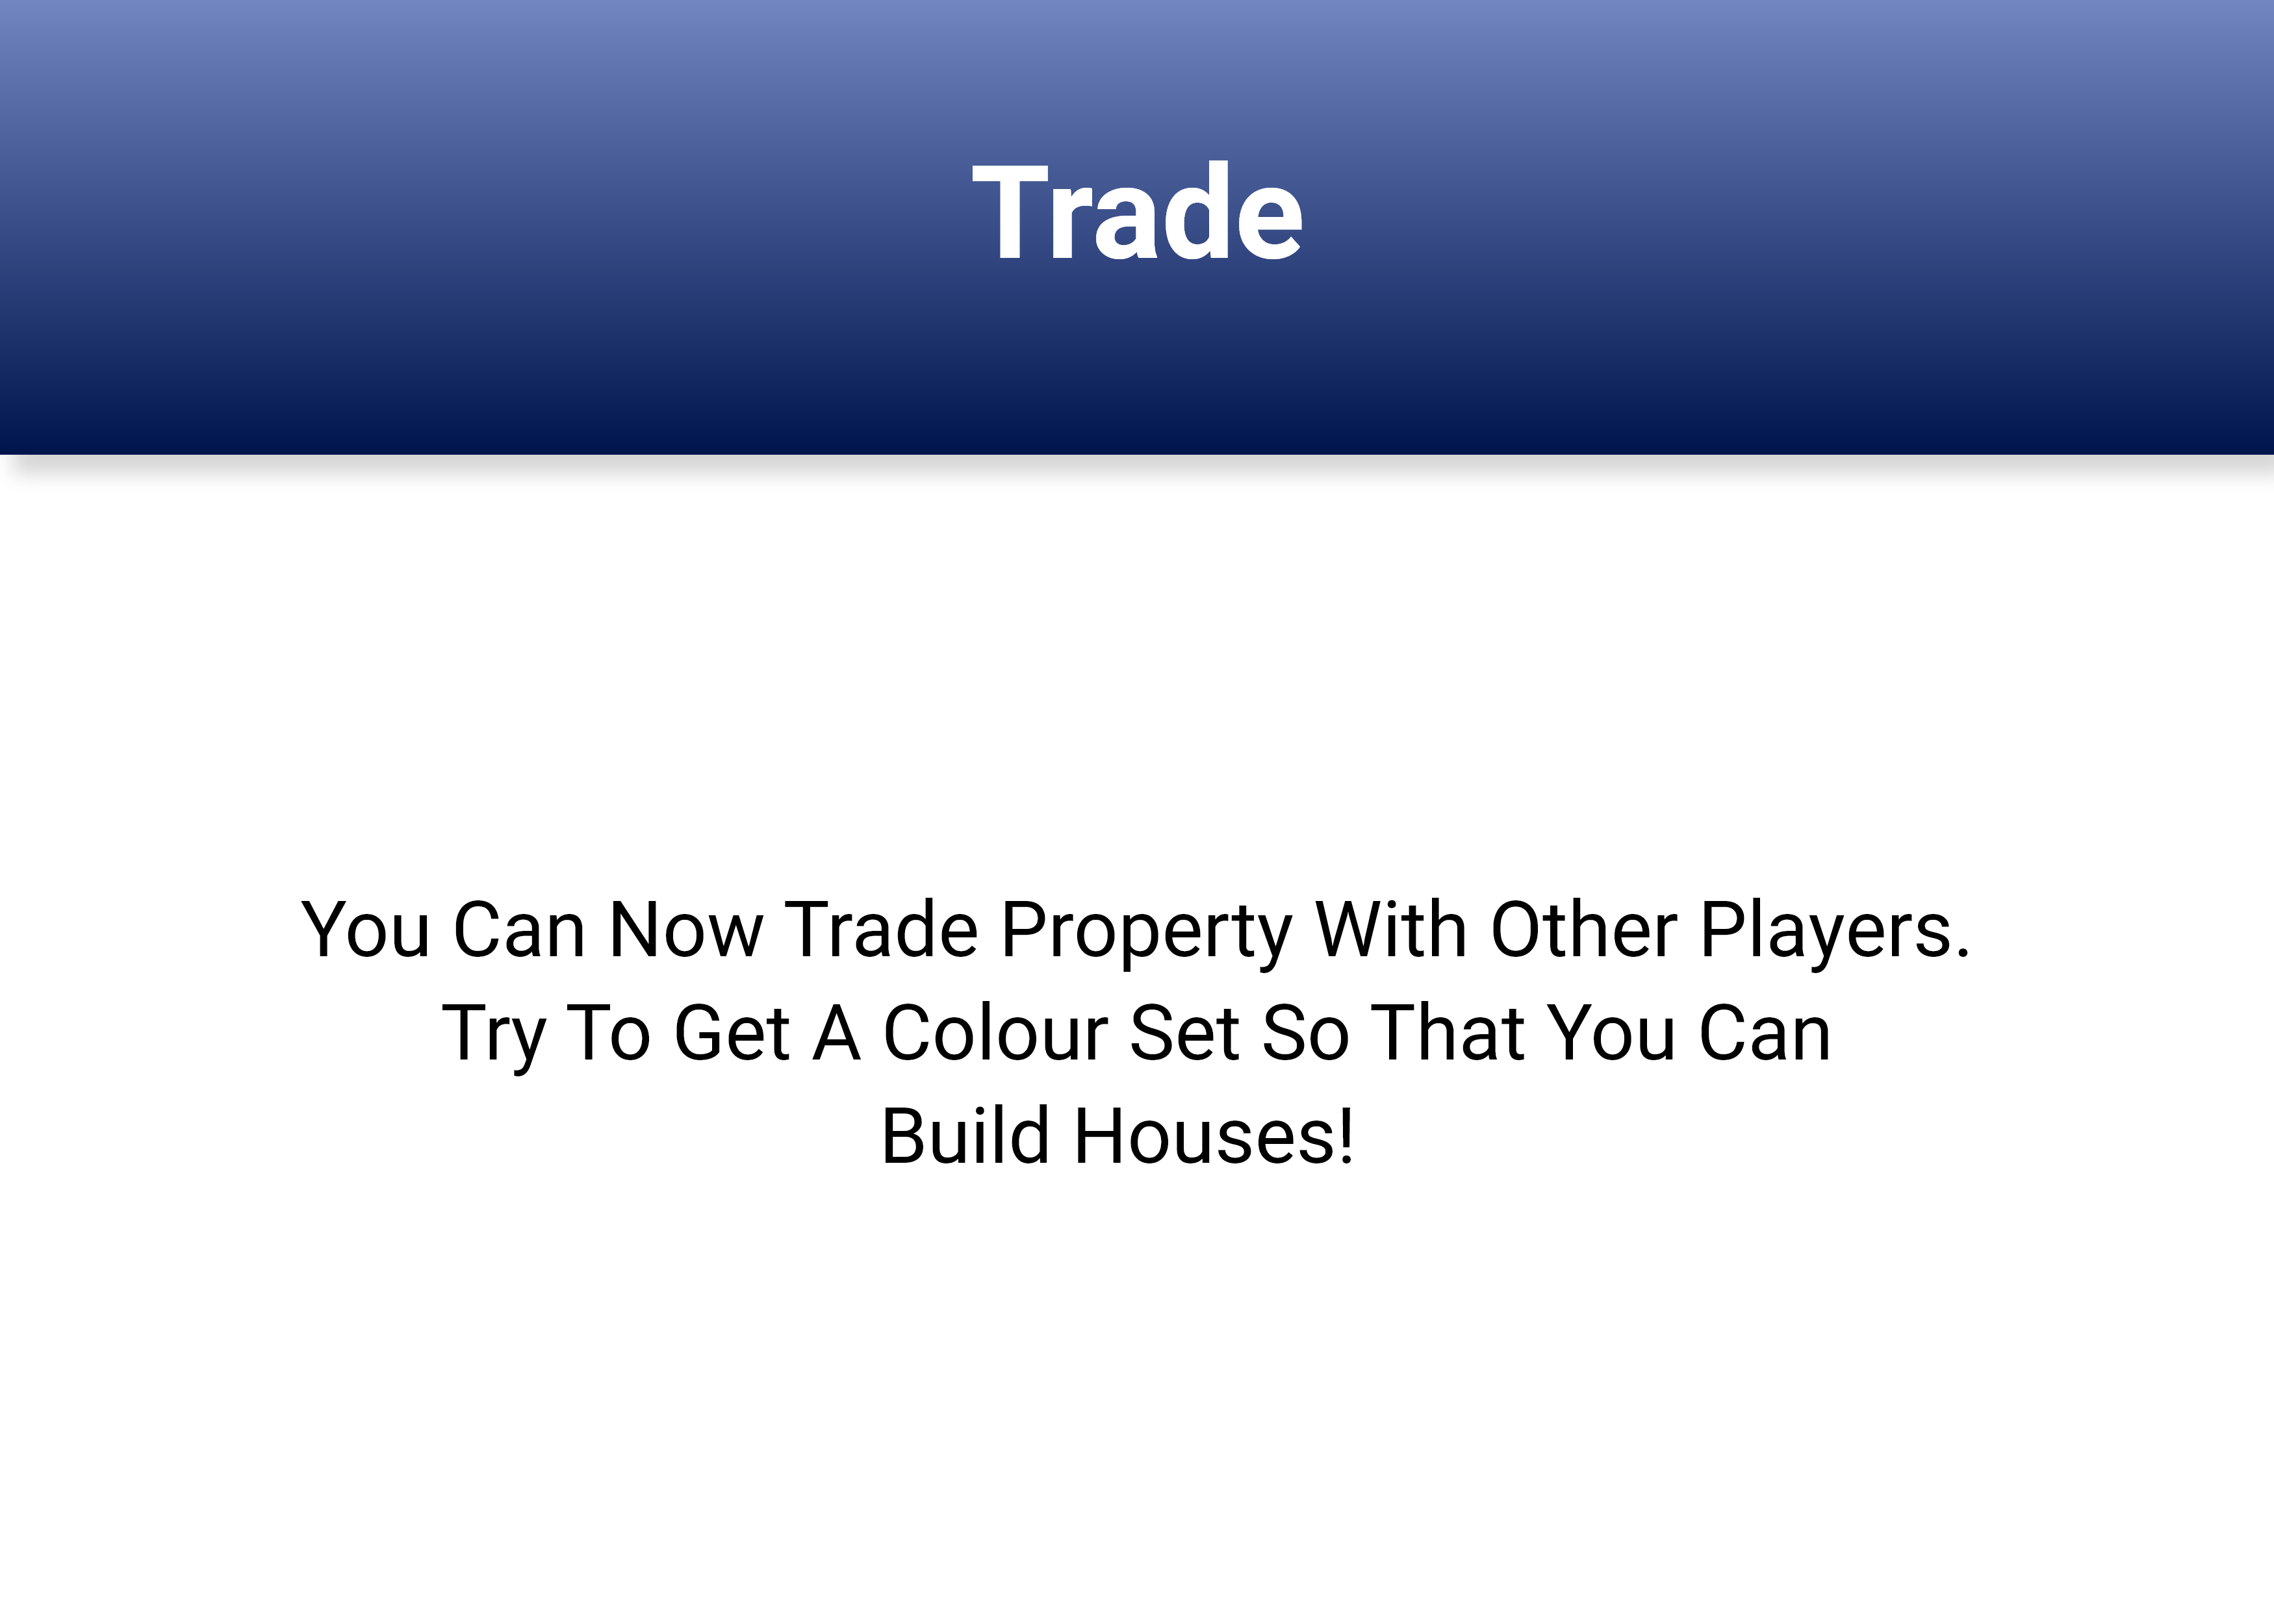 Trade
You Can Now Trade Property With Other Players.
Try To Get A Colour Set So That You Can
Build Houses!